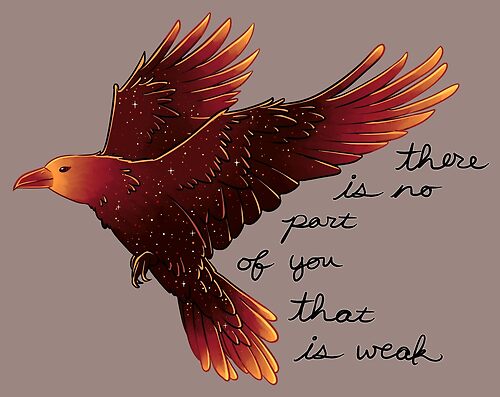 there
is no
part
of you
that
is weak